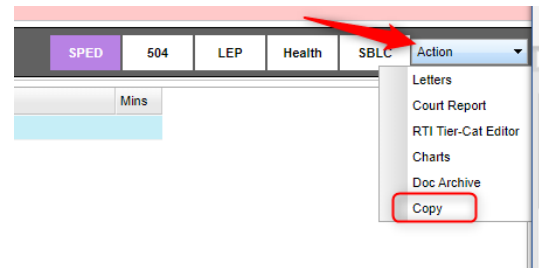 SPED 504 LEP Health SBLC Action
Letters
Mins
Court Report
RTI Tier-Cat Editor
Charts
Doc Archive
Copy